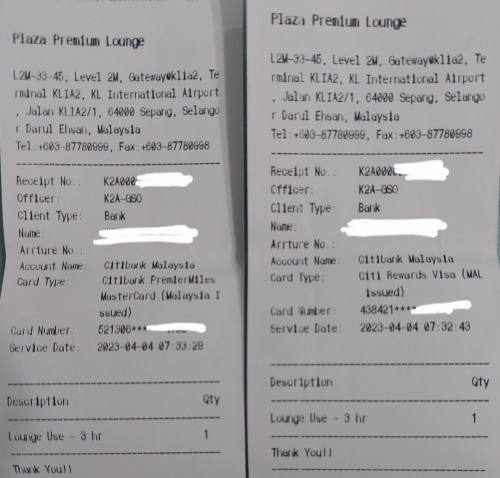 Plaza Premium Lounge
L2M-33-45, Level 2M, Gateway@klia2, Te
rminal KLIA2, KL International Airport
, Jalan KLIA2/1, 64000 Sepang, Selango
r Darul Ehsan, Malaysia
Tel:+603-87780999, Fax:+603-87780998
Receipt No.: K2A000
Officer: K2A-GSO
Client Type: Bank
Name:
Arrture No.:
Account Name: Citibank Malaysia
Card Type: Citibank PremierMiles
MasterCard (Malaysia I
ssued)
Card Number: 521306***
Service Date: 2023-04-04 07:33:29
Description Qty
Lounge Use - 3 hr 1
Thank You!!
Plaza Premium Lounge
L2M-33-45, Level 2M, Gateway@klia2, Te
rminal KLIA2, KL International Airport
, Jalan KLIA2/1, 64000 Sepang, Selango
r Darul Ehsan, Malaysia
Tel:+603-87780999, Fax:+603-87780998
Receipt No.: K2A000
Officer: K2A-GSO
Client Type: Bank
Name:
Arrture No.:
Account Name: Citibank Malaysia
Card Type: Citi Rewards Visa (MAL
issued)
Card Number: 438421****
Service Date: 2023-04-04 07:32:43
Description Qty
Lounge Use - 3 hr 1
Thank You!!